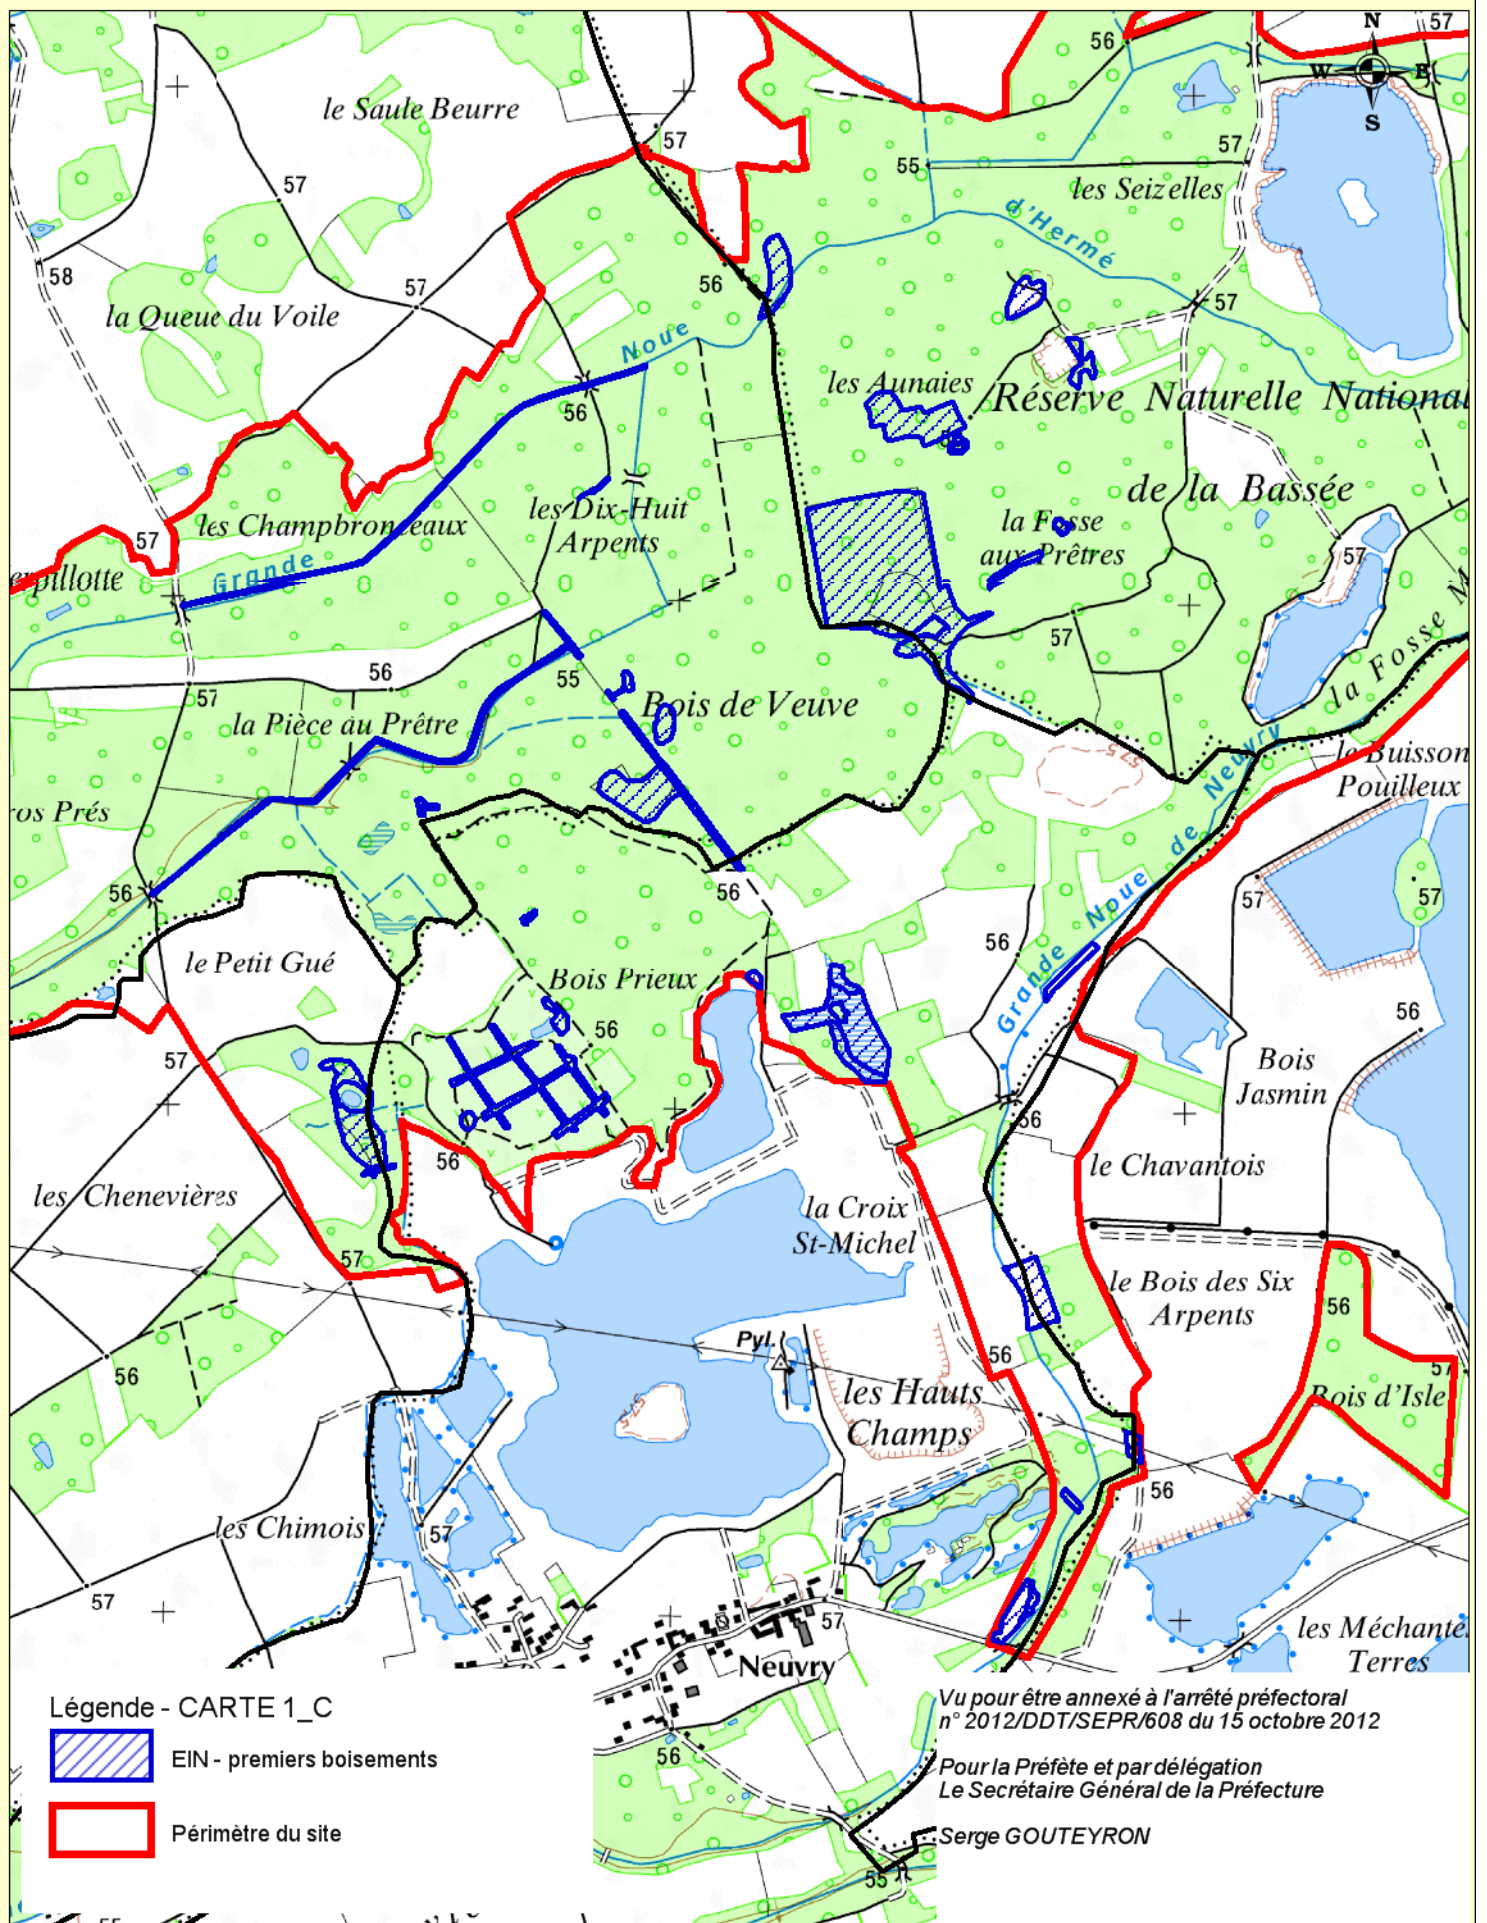 57
N
56
W
E
S
le Saule Beurre
57
57
55
les Seizelles
57
d'Hermé
58
56
57
57
la Queue du Voile
Noue
les Aunaies
Réserve Naturelle National
56
de la Bassée
les Dix-Huit
Arpents
la Fosse
aux Prêtres
57
les Champbronceaux
57
Grande
erpillotte
57
la Fosse M
56
55
57
Bois de Veuve
la Pièce au Prêtre
57,5
Neuvry
le Buisson
Pouilleux
ros Prés
de
56
56
57
57
Noue
56
le Petit Gué
Bois Prieux
Grande
56
56
57
Bois
Jasmin
56
56
le Chavantois
les Chenevières
la Croix
St-Michel
57
le Bois des Six
Arpents
56
Pyl.
56
57
56
les Hauts
Champs
Bois d'Isle
57,5
56
les Chimois
57
57
57
les Méchante
Terres
Neuvry
Légende - CARTE 1_C
EIN - premiers boisements
Périmètre du site
56
55
Vu pour être annexé à l'arrêté préfectoral
n° 2012/DDT/SEPR/608 du 15 octobre 2012
Pour la Préfète et par délégation
Le Secrétaire Général de la Préfecture
Serge GOUTEYRON